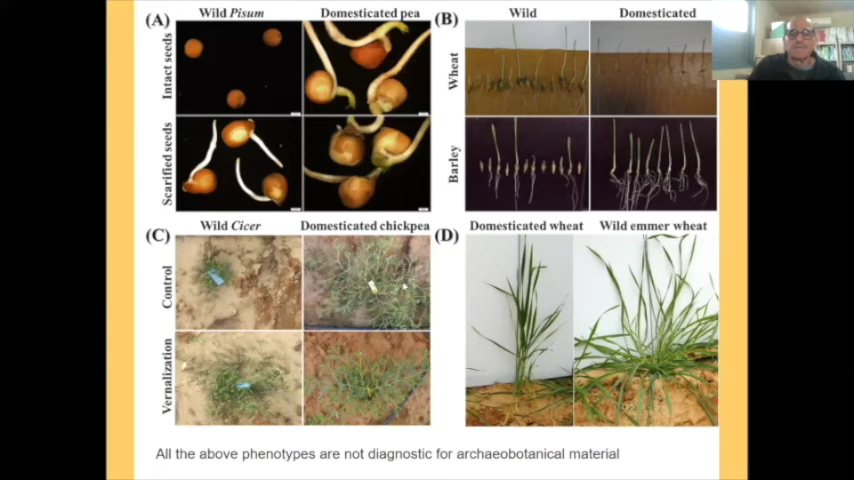 (A)
Wild Pisum
Domesticated pea
Intact seeds
Scarified seeds
(B)
Wild
Domesticated
Wheat
Barley
(C)
Wild Cicer
Domesticated chickpea
Control
Vernalization
(D)
Domesticated wheat
Wild emmer wheat
All the above phenotypes are not diagnostic for archaeobotanical material